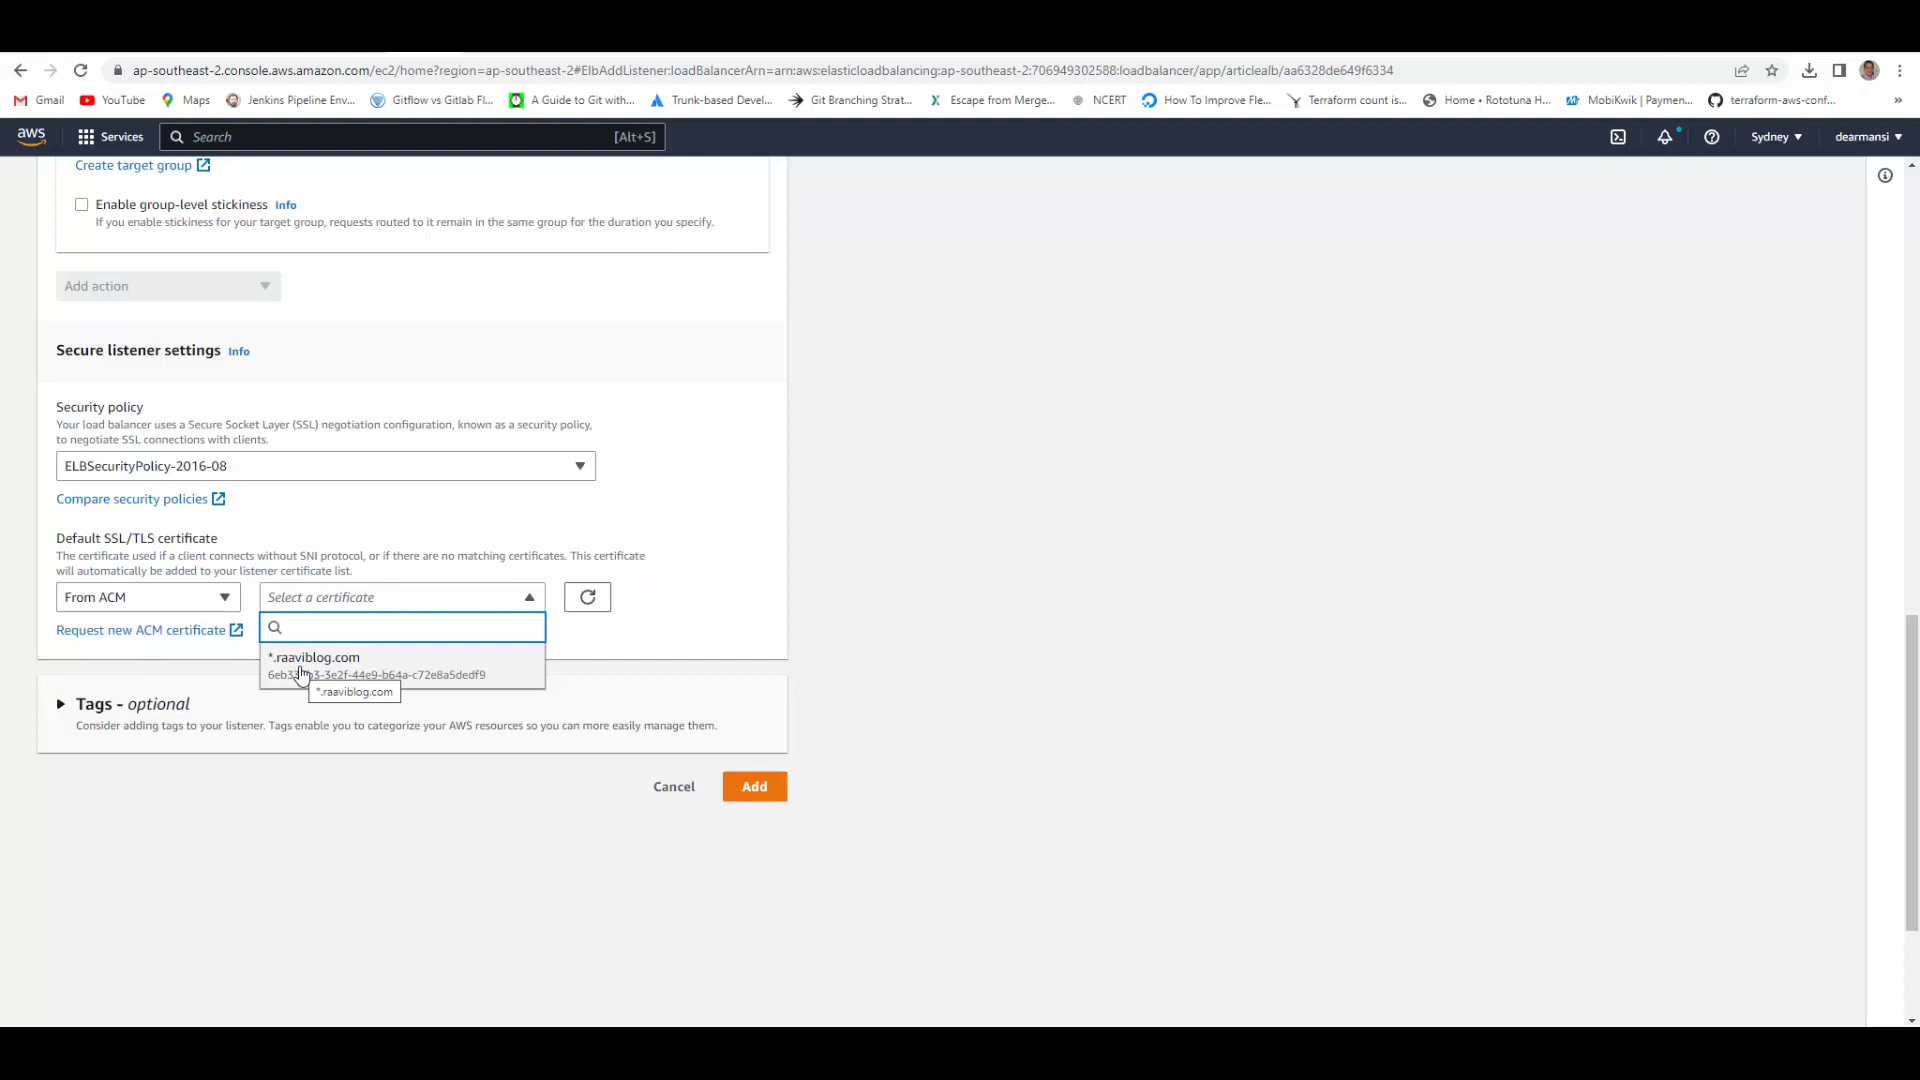 ap-southeast-2.console.aws.amazon.com/ec2/home?region=ap-southeast-2#ElbAddListener:loadBalancerArn=arn:aws:elasticloadbalancing:ap-southeast-2:706949302588:loadbalancer/app/articlealb/aa6328de649f6334
Gmail YouTube Maps Jenkins Pipeline Env... Gitflow vs Gitlab Fl... A Guide to Git with... Trunk-based Devel... Git Branching Strat... Escape from Merge... NCERT How To Improve Fle... Terraform count is... Home • Rototuna H... MobiKwik | Paymen... terraform-aws-conf... »
aws Services Search [Alt+S] Sydney dearmansi
Create target group
Enable group-level stickiness Info
If you enable stickiness for your target group, requests routed to it remain in the same group for the duration you specify.
Add action
Secure listener settings Info
Security policy
Your load balancer uses a Secure Socket Layer (SSL) negotiation configuration, known as a security policy,
to negotiate SSL connections with clients.
ELBSecurityPolicy-2016-08
Compare security policies
Default SSL/TLS certificate
The certificate used if a client connects without SNI protocol, or if there are no matching certificates. This certificate
will automatically be added to your listener certificate list.
From ACM Select a certificate
Request new ACM certificate
*.raaviblog.com
*.raaviblog.com
Tags - optional
Consider adding tags to your listener. Tags enable you to categorize your AWS resources so you can more easily manage them.
Cancel Add